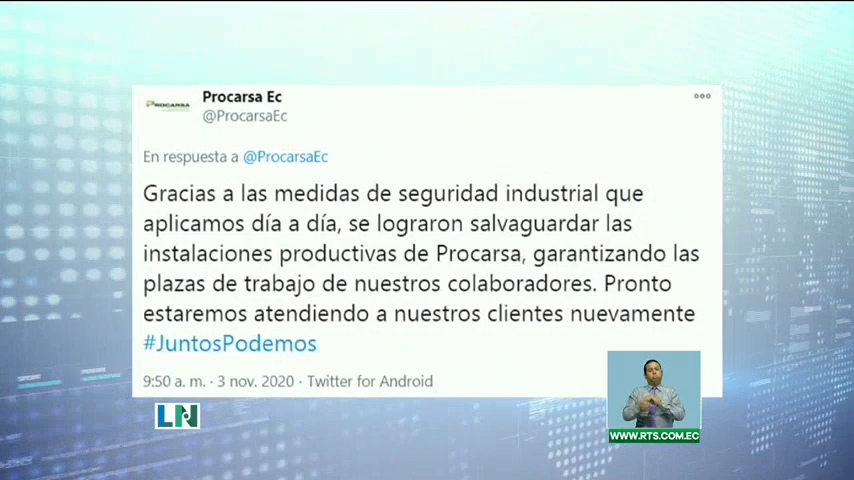 PROCARSA
Procarsa Ec
@ProcarsaEc
En respuesta a @ProcarsaEc
Gracias a las medidas de seguridad industrial que
aplicamos día a día, se lograron salvaguardar las
instalaciones productivas de Procarsa, garantizando las
plazas de trabajo de nuestros colaboradores. Pronto
estaremos atendiendo a nuestros clientes nuevamente
#JuntosPodemos
9:50 a. m. · 3 nov. 2020 · Twitter for Android
LN
WWW.RTS.COM.EC